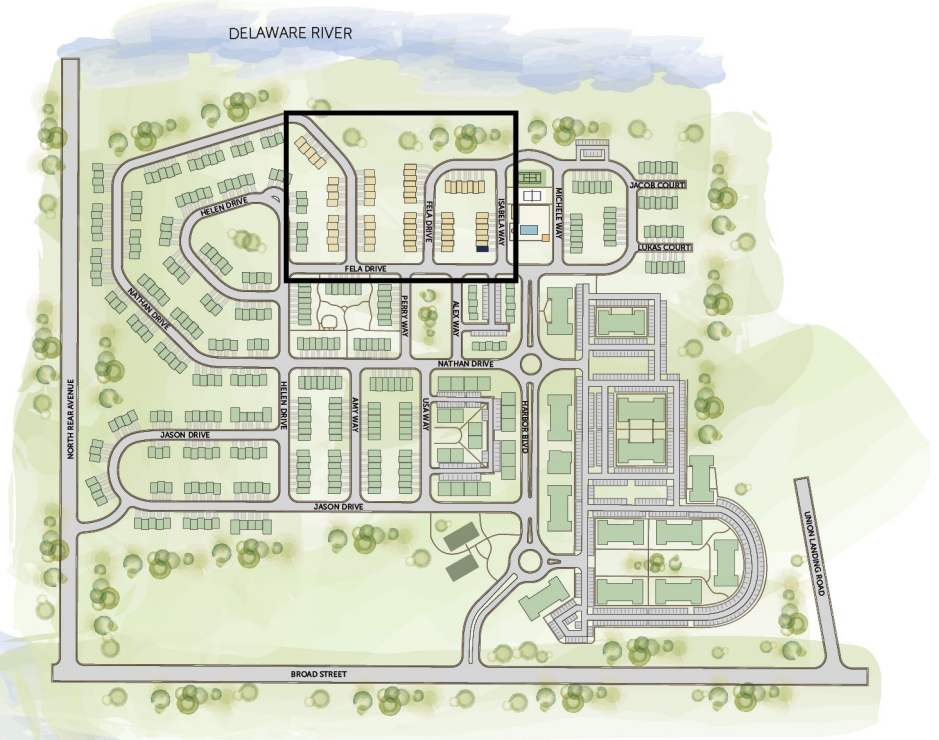 DELAWARE RIVER
JACOB COURT
HELEN DRIVE
FELA DRIVE
ISABELA WAY
MICHELE WAY
LUKAS COURT
FELA DRIVE
NATHAN DRIVE
PERRY WAY
ALEX WAY
NATHAN DRIVE
NORTH REAR AVENUE
HELEN DRIVE
AMY WAY
USA WAY
HARBOR BLVD
JASON DRIVE
JASON DRIVE
UNION LANDING ROAD
BROAD STREET